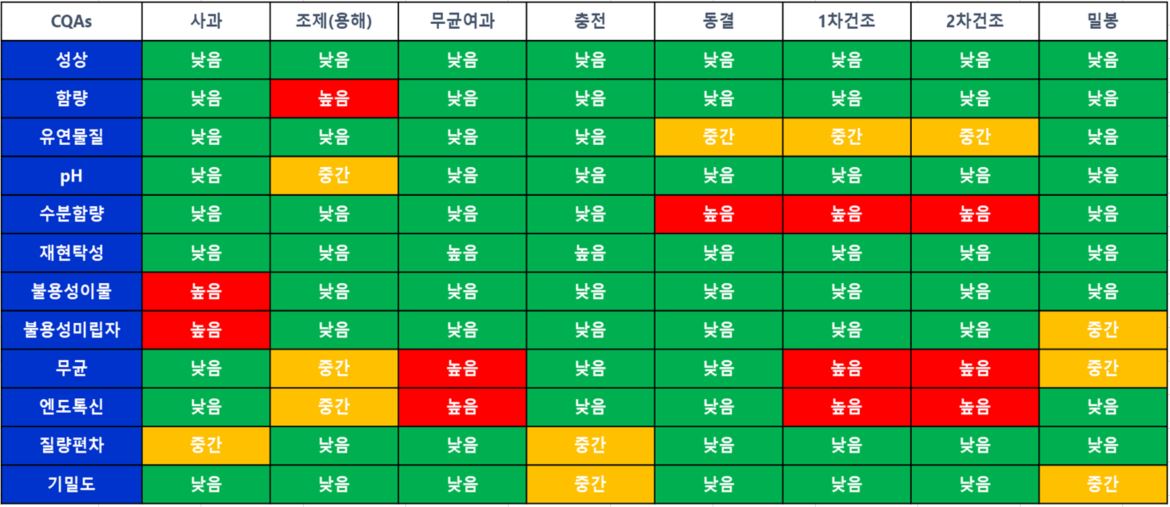 CQAs 사과 조제(용해) 무균여과 충전 동결 1차건조 2차건조 밀봉
성상 낮음 낮음 낮음 낮음 낮음 낮음 낮음 낮음
함량 낮음 높음 낮음 낮음 낮음 낮음 낮음 낮음
유연물질 낮음 낮음 낮음 낮음 중간 중간 중간 낮음
pH 낮음 중간 낮음 낮음 낮음 낮음 낮음 낮음
수분함량 낮음 낮음 낮음 낮음 높음 높음 높음 낮음
재현탁성 낮음 낮음 높음 높음 낮음 낮음 낮음 낮음
불용성이물 높음 낮음 낮음 낮음 낮음 낮음 낮음 낮음
불용성미립자 높음 낮음 낮음 낮음 낮음 낮음 낮음 중간
무균 낮음 중간 높음 낮음 낮음 높음 높음 중간
엔도톡신 낮음 중간 높음 낮음 낮음 높음 높음 낮음
질량편차 중간 낮음 낮음 중간 낮음 낮음 낮음 낮음
기밀도 낮음 낮음 낮음 중간 낮음 낮음 낮음 중간